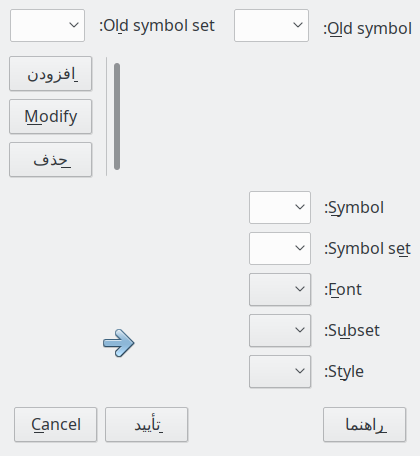 Old symbol:
Old symbol set:
افزودن
Modify
حذف
Symbol:
Symbol set:
Font:
Subset:
Style:
راهنما
تأیید
Cancel